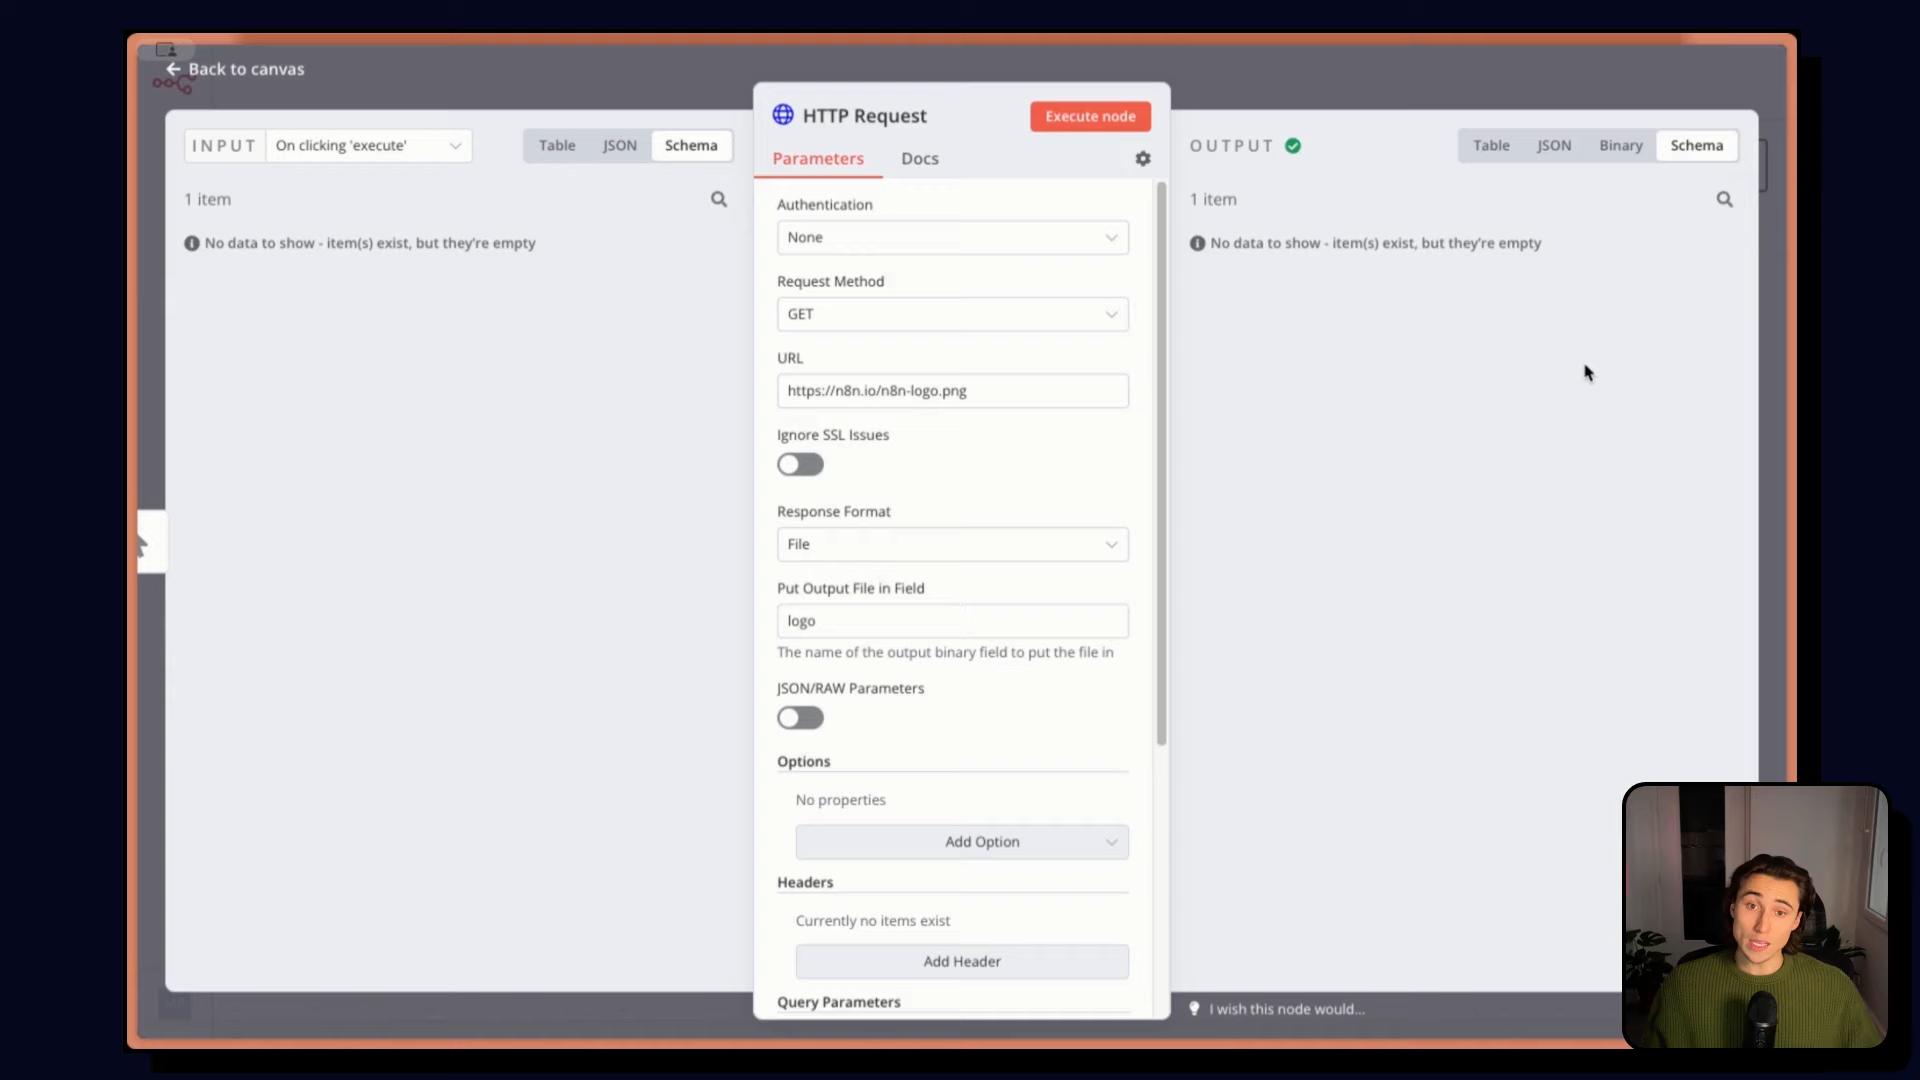 Back to canvas
INPUT On clicking 'execute'
Table JSON Schema
1 item
No data to show - item(s) exist, but they're empty
HTTP Request
Execute node
Parameters Docs
Authentication
None
Request Method
GET
URL
https://n8n.io/n8n-logo.png
Ignore SSL Issues
Response Format
File
Put Output File in Field
logo
The name of the output binary field to put the file in
JSON/RAW Parameters
Options
No properties
Add Option
Headers
Currently no items exist
Add Header
Query Parameters
OUTPUT
Table JSON Binary Schema
1 item
No data to show - item(s) exist, but they're empty
I wish this node would...